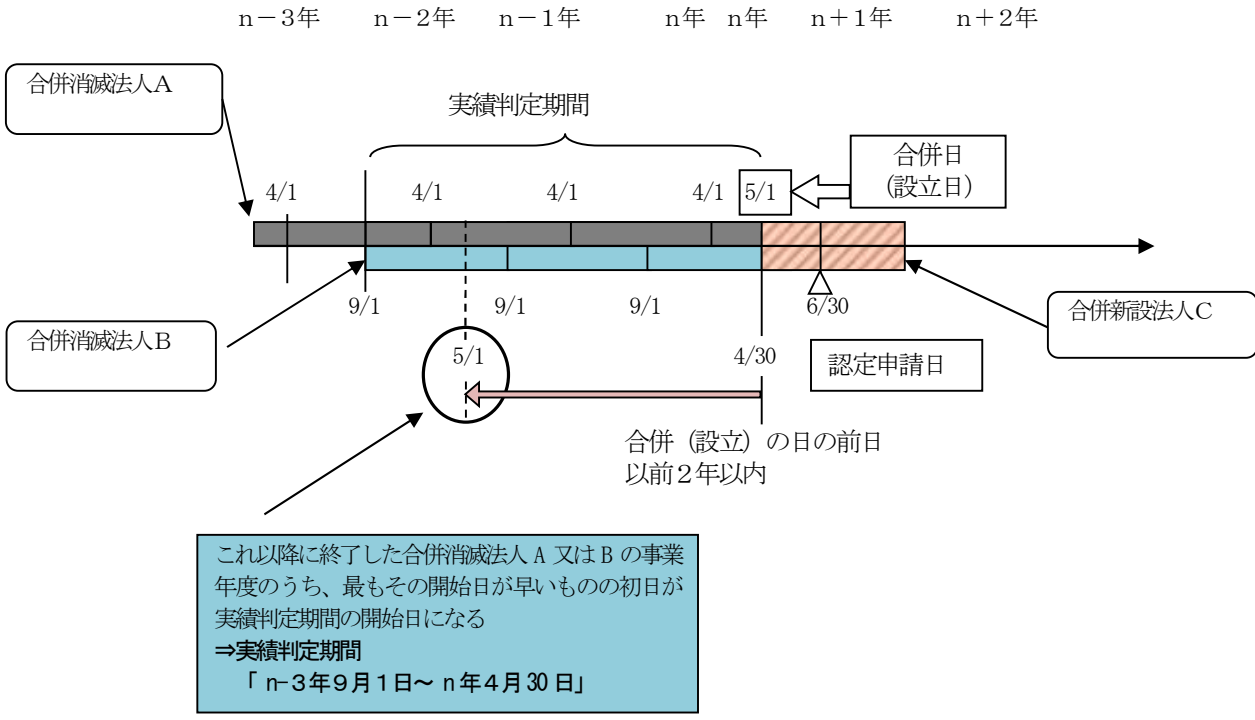 n－3年 n－2年 n－1年 n年 n年 n＋1年 n＋2年
合併消滅法人A
実績判定期間
合併日
（設立日）
4/1 4/1 4/1 4/1 5/1
9/1 9/1 9/1 6/30
合併消滅法人B
合併新設法人C
5/1 4/30
認定申請日
合併（設立）の日の前日
以前２年以内
これ以降に終了した合併消滅法人 A 又は B の事業
年度のうち、最もその開始日が早いものの初日が
実績判定期間の開始日になる
⇒実績判定期間
「 n-３年９月１日～ n 年４月 30 日」